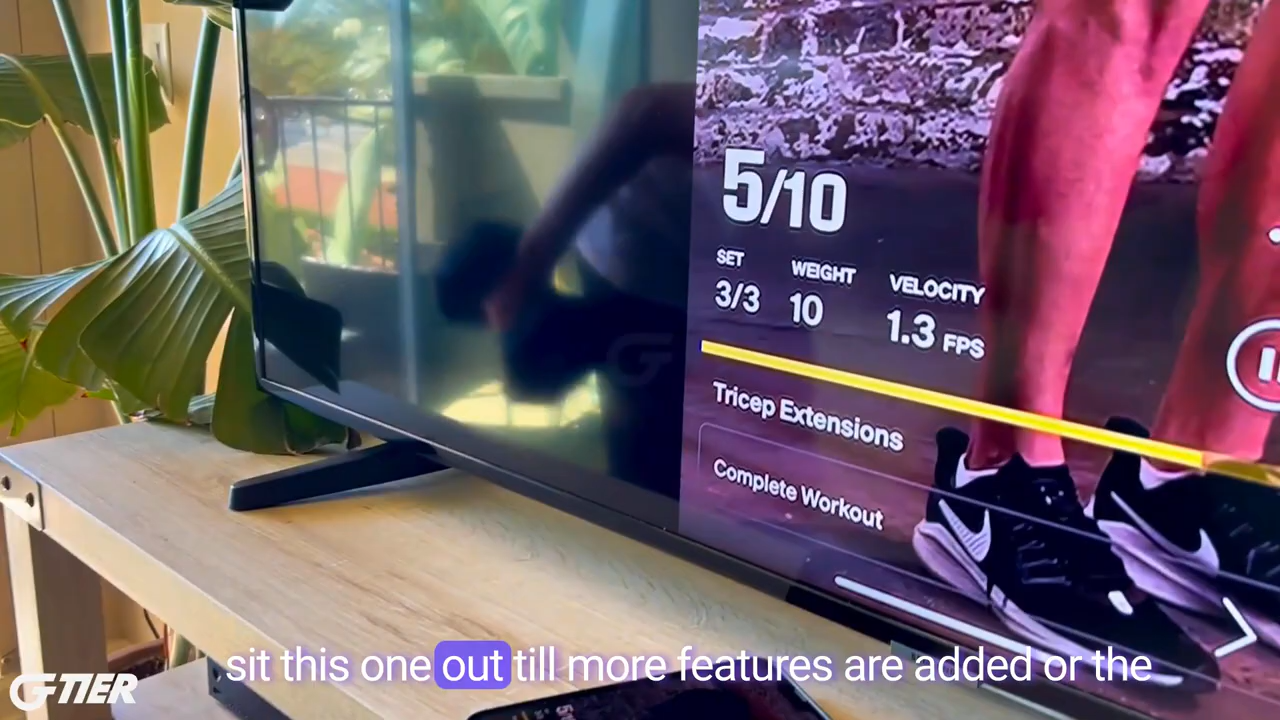 5/10
SET WEIGHT VELOCITY
3/3 10 1.3 FPS
Tricep Extensions
Complete Workout
sit this one out till more features are added or the
GTIER